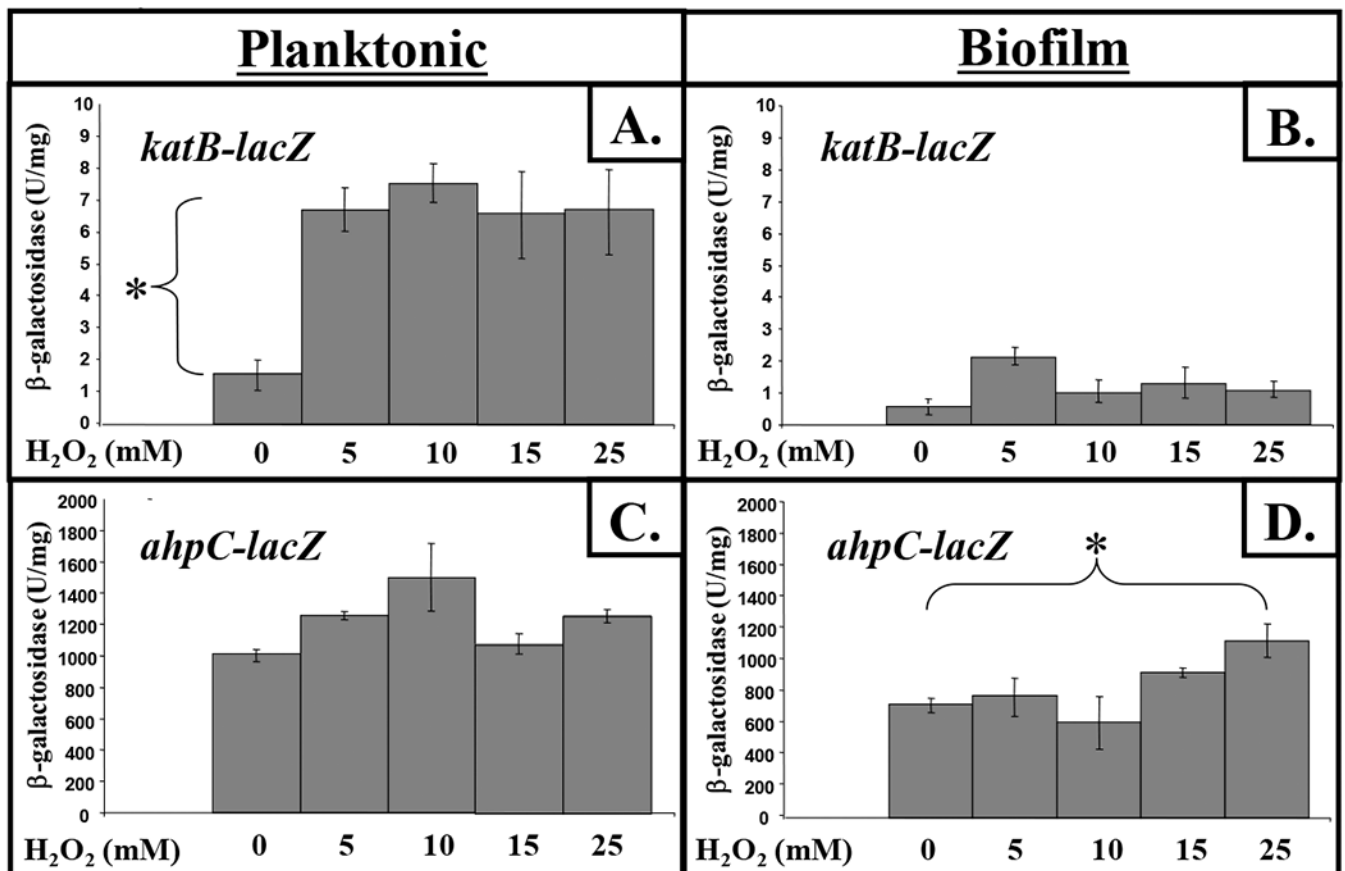 Planktonic
Biofilm
A.
katB-lacZ
β-galactosidase (U/mg)
10
9
8
7
6
5
4
3
2
1
0
*
H₂O₂ (mM) 0 5 10 15 25
B.
katB-lacZ
β-galactosidase (U/mg)
10
9
8
7
6
5
4
3
2
1
0
H₂O₂ (mM) 0 5 10 15 25
C.
ahpC-lacZ
β-galactosidase (U/mg)
2000
1800
1600
1400
1200
1000
800
600
400
200
0
H₂O₂ (mM) 0 5 10 15 25
D.
ahpC-lacZ
*
β-galactosidase (U/mg)
2000
1800
1600
1400
1200
1000
800
600
400
200
0
H₂O₂ (mM) 0 5 10 15 25